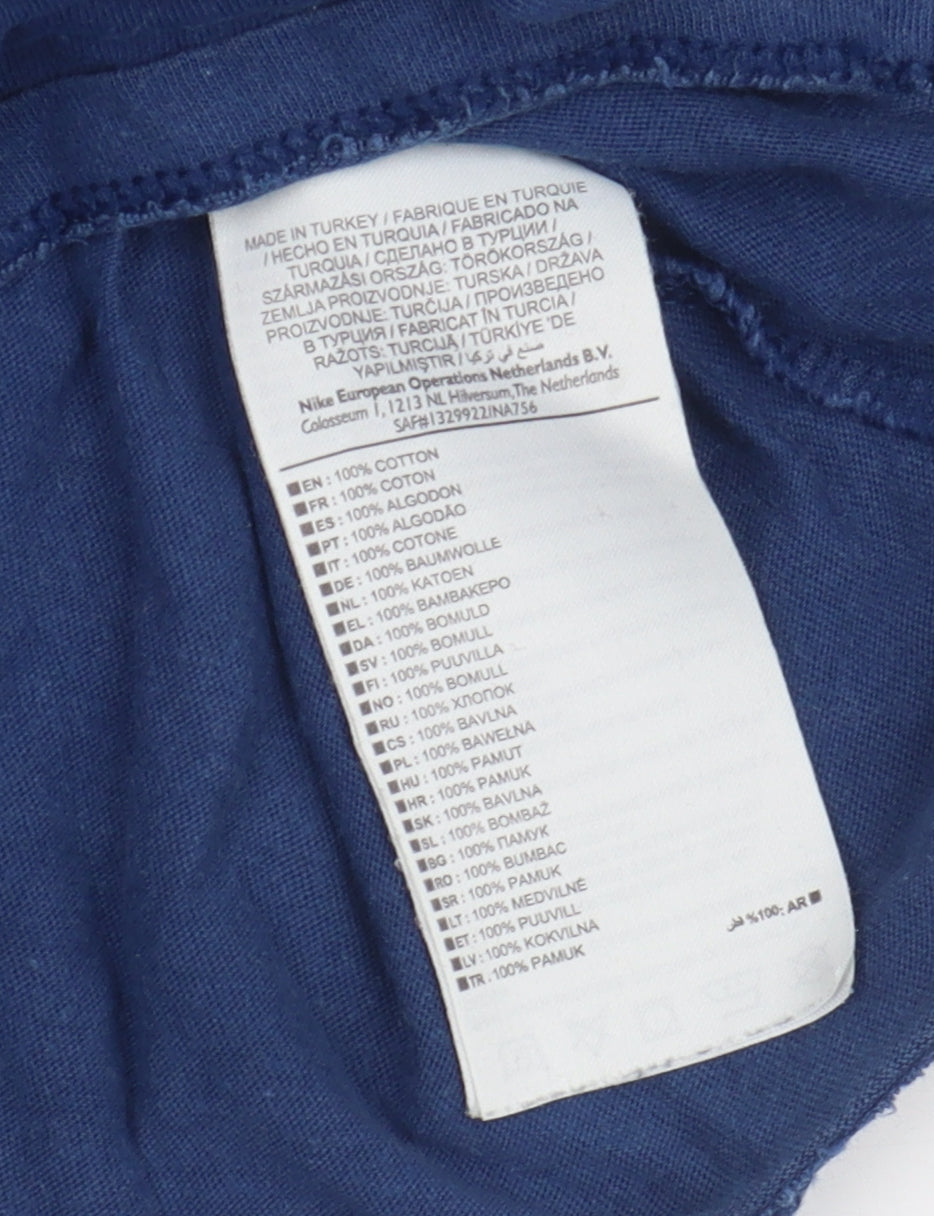 MADE IN TURKEY / FABRIQUE EN TURQUIE
/ HECHO EN TURQUIA / FABRICADO NA
TURQUIA / СДЕЛАНО В ТУРЦИИ /
SZÁRMAZÁSI ORSZÁG: TÖRÖKORSZÁG /
ZEMLJA PROIZVODNJE: TURSKA / DRŽAVA
PROIZVODNJE: TURČIJA / ПРОИЗВЕДЕНО
В ТУРЦИЯ / FABRICAT ÎN TURCIA /
RAŽOTS: TURCIJĀ / TÜRKİYE 'DE
YAPILMIŞTIR / صنع في تركيا
Nike European Operations Netherlands B.V.
Colosseum 1, 1213 NL Hilversum,The Netherlands
SAF#1329922JNA756
EN : 100% COTTON
FR : 100% COTON
ES : 100% ALGODON
PT : 100% ALGODÃO
IT : 100% COTONE
DE : 100% BAUMWOLLE
NL : 100% KATOEN
EL : 100% ΒΑΜΒΑΚΕΡΟ
DA : 100% BOMULD
SV : 100% BOMULL
FI : 100% PUUVILLA
NO : 100% BOMULL
RU : 100% ХЛОПОК
CS : 100% BAVLNA
PL : 100% BAWEŁNA
HU : 100% PAMUT
HR : 100% PAMUK
SK : 100% BAVLNA
SL : 100% BOMBAŽ
BG : 100% ПАМУК
RO : 100% BUMBAC
SR : 100% PAMUK
LT : 100% MEDVILNĖ
ET : 100% PUUVILL
LV : 100% KOKVILNA
TR : 100% PAMUK
AR :100% قطن